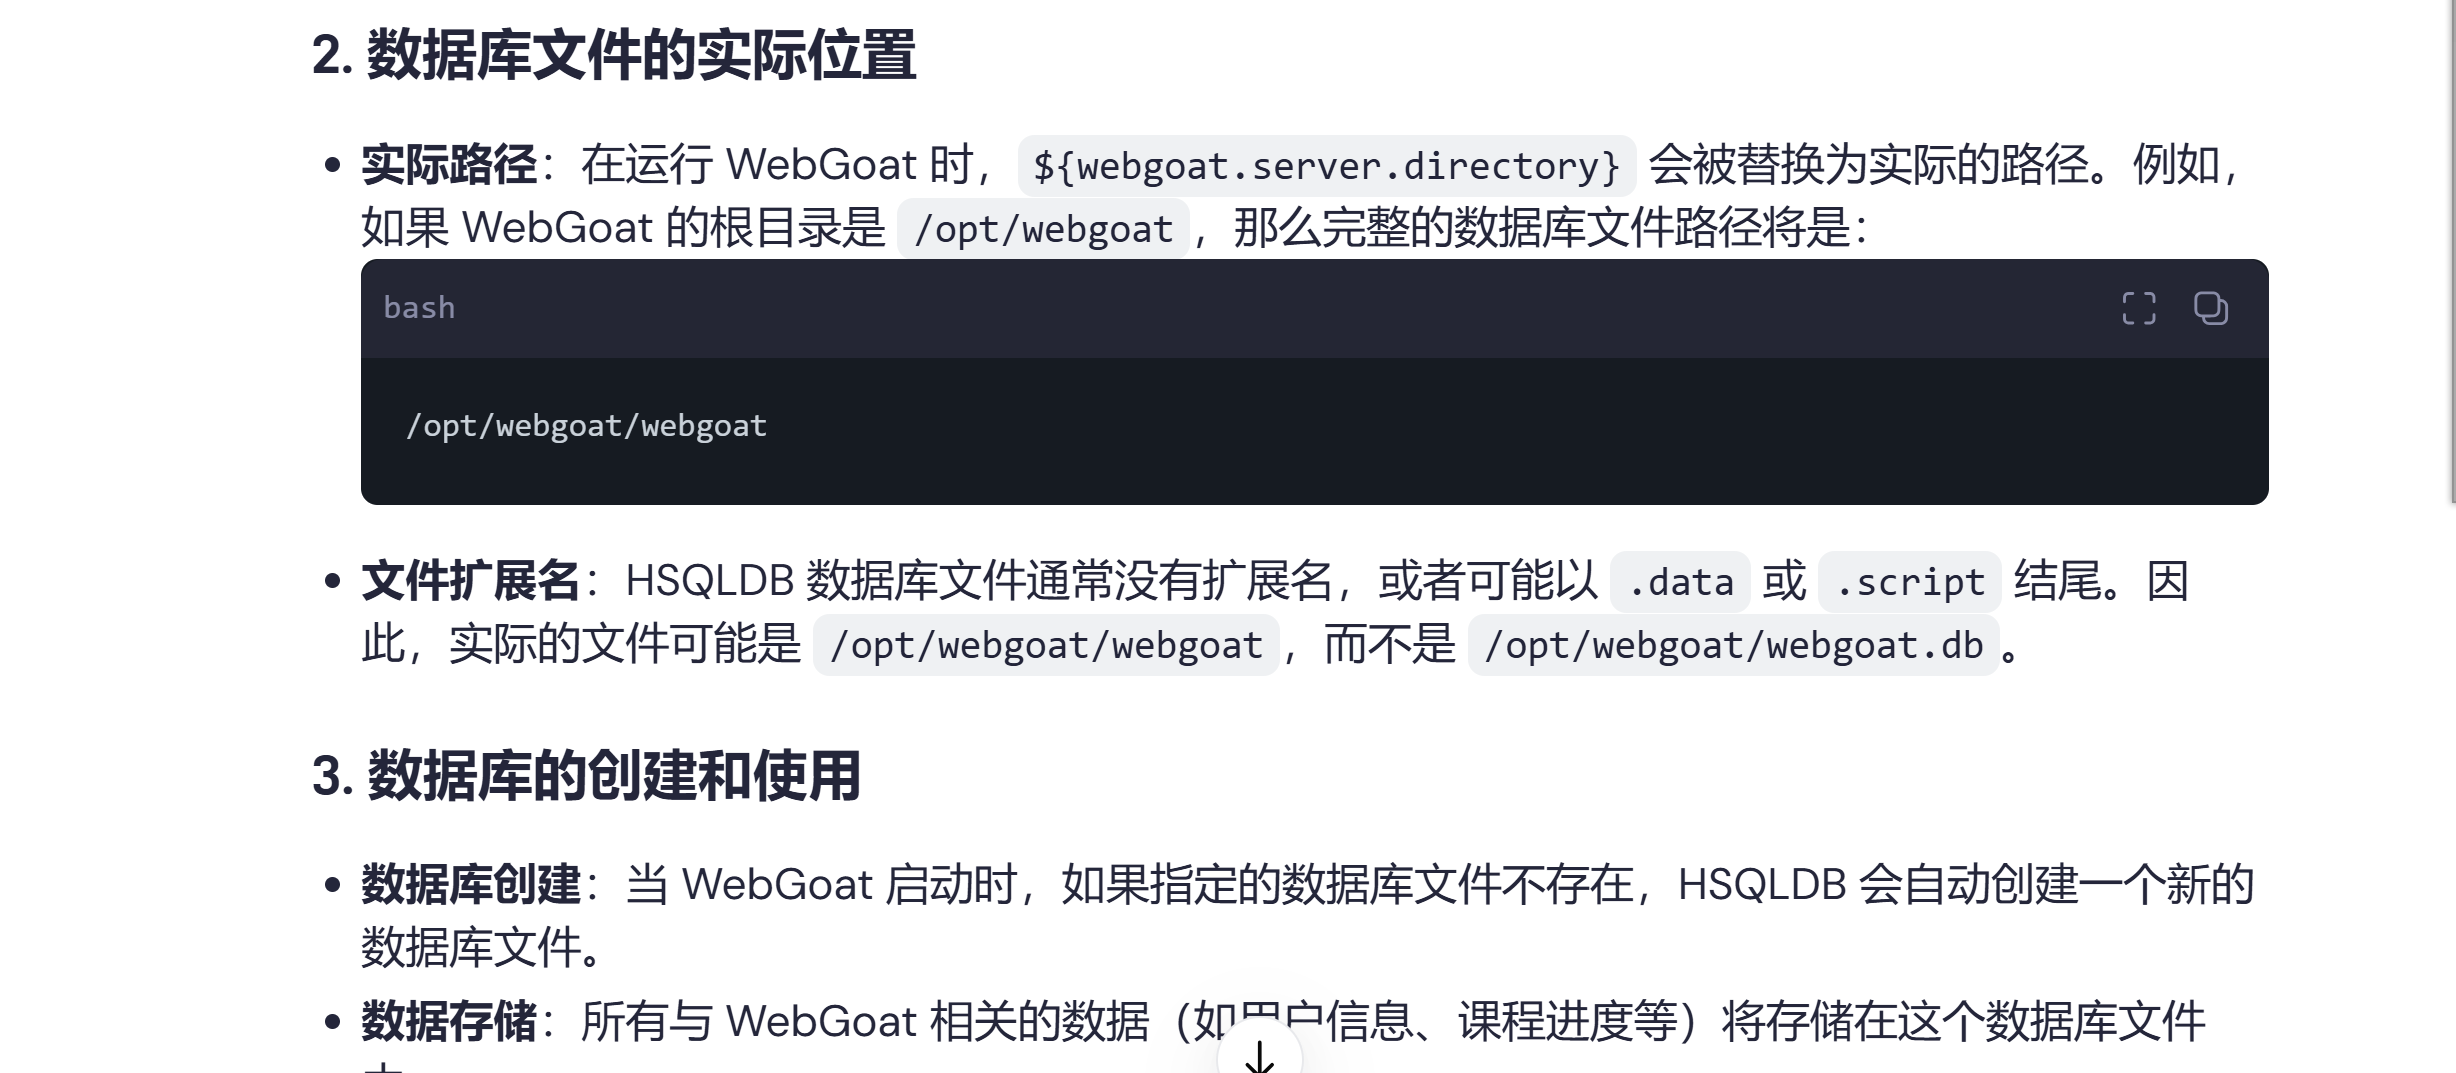 2. 数据库文件的实际位置
• 实际路径：在运行 WebGoat 时， ${webgoat.server.directory} 会被替换为实际的路径。例如，
如果 WebGoat 的根目录是 /opt/webgoat ，那么完整的数据库文件路径将是：
bash
/opt/webgoat/webgoat
• 文件扩展名：HSQLDB 数据库文件通常没有扩展名，或者可能以 .data 或 .script 结尾。因
此，实际的文件可能是 /opt/webgoat/webgoat ，而不是 /opt/webgoat/webgoat.db 。
3. 数据库的创建和使用
• 数据库创建：当 WebGoat 启动时，如果指定的数据库文件不存在，HSQLDB 会自动创建一个新的
数据库文件。
• 数据存储：所有与 WebGoat 相关的数据（如用户信息、课程进度等）将存储在这个数据库文件